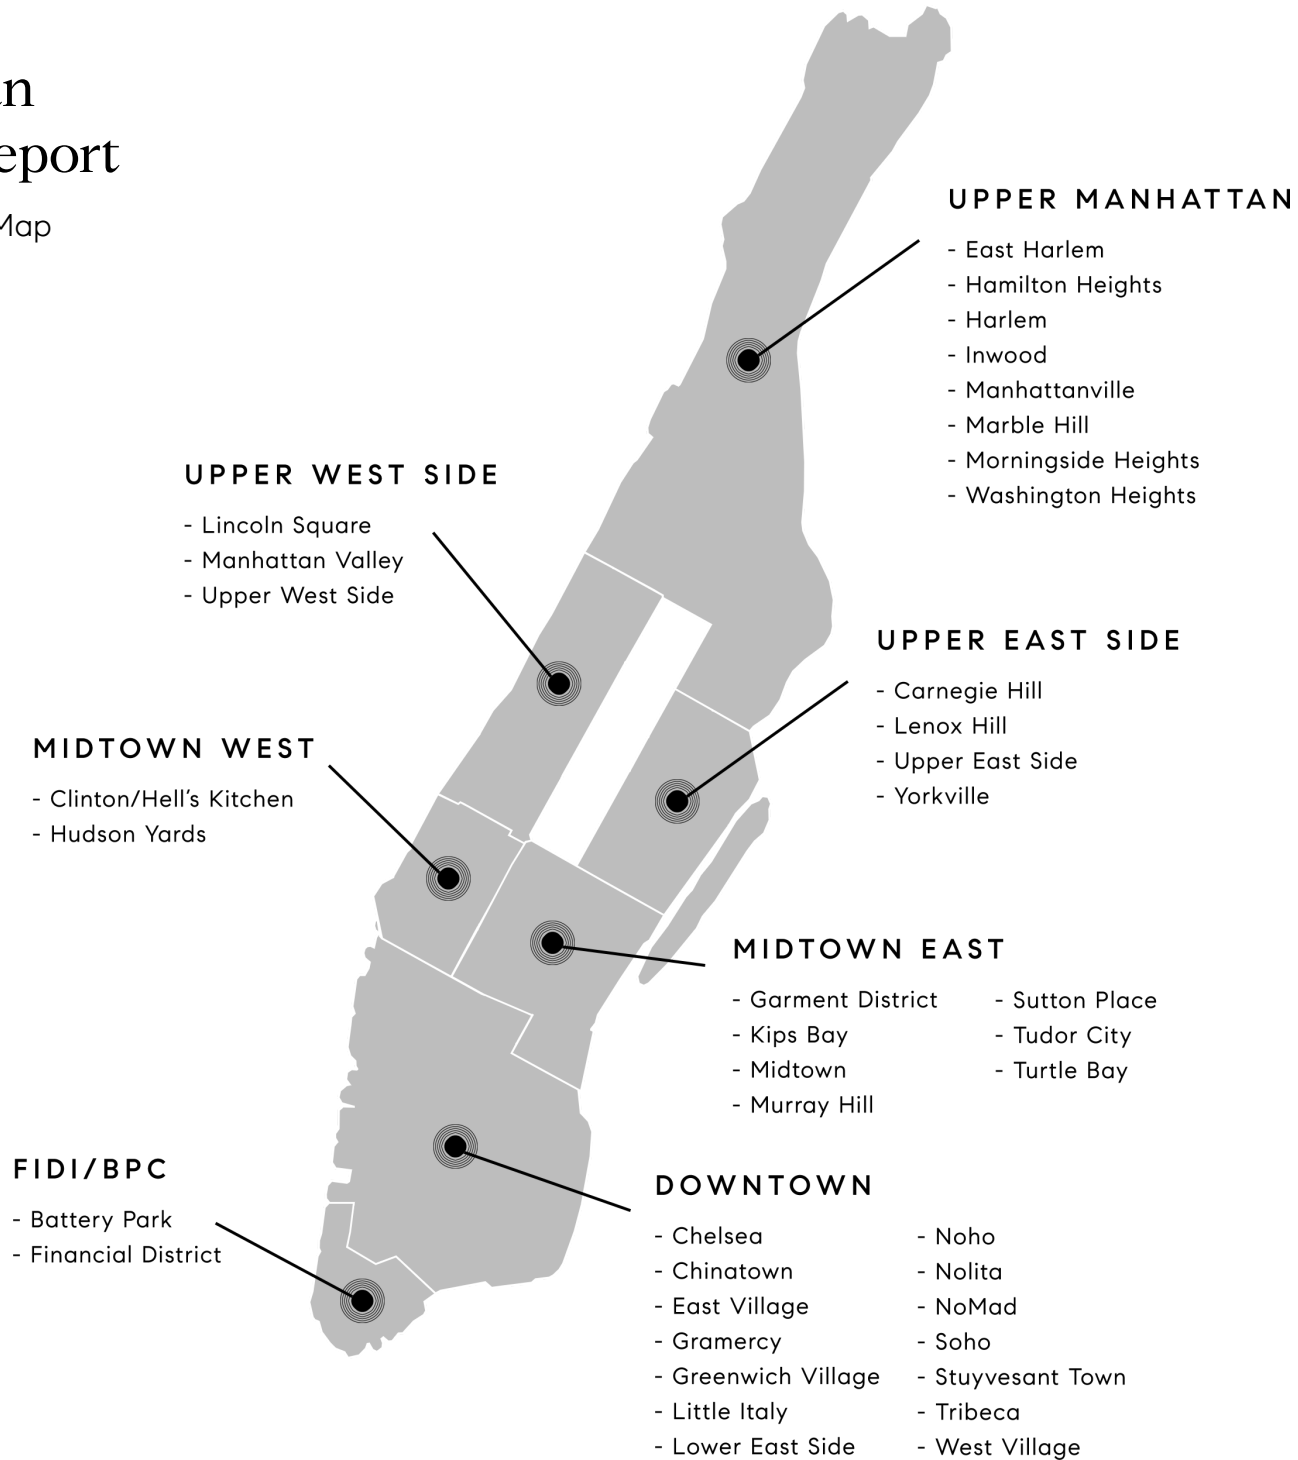 an
eport
Map
UPPER MANHATTAN
- East Harlem
- Hamilton Heights
- Harlem
- Inwood
- Manhattanville
- Marble Hill
- Morningside Heights
- Washington Heights
UPPER WEST SIDE
- Lincoln Square
- Manhattan Valley
- Upper West Side
UPPER EAST SIDE
- Carnegie Hill
- Lenox Hill
- Upper East Side
- Yorkville
MIDTOWN WEST
- Clinton/Hell's Kitchen
- Hudson Yards
MIDTOWN EAST
- Garment District
- Kips Bay
- Midtown
- Murray Hill
- Sutton Place
- Tudor City
- Turtle Bay
FIDI/BPC
- Battery Park
- Financial District
DOWNTOWN
- Chelsea
- Chinatown
- East Village
- Gramercy
- Greenwich Village
- Little Italy
- Lower East Side
- Noho
- Nolita
- NoMad
- Soho
- Stuyvesant Town
- Tribeca
- West Village